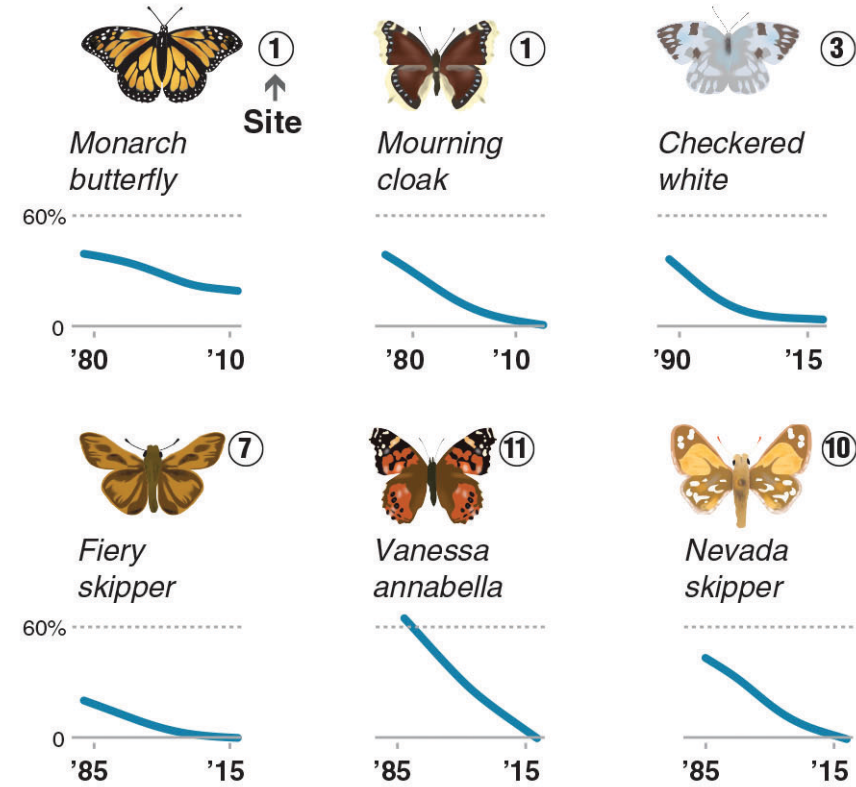 1 1 3
Site
Monarch butterfly
Mourning cloak
Checkered white
60%
0
’80 ’10 ’80 ’10 ’90 ’15
7 11 10
Fiery skipper
Vanessa annabella
Nevada skipper
60%
0
’85 ’15 ’85 ’15 ’85 ’15